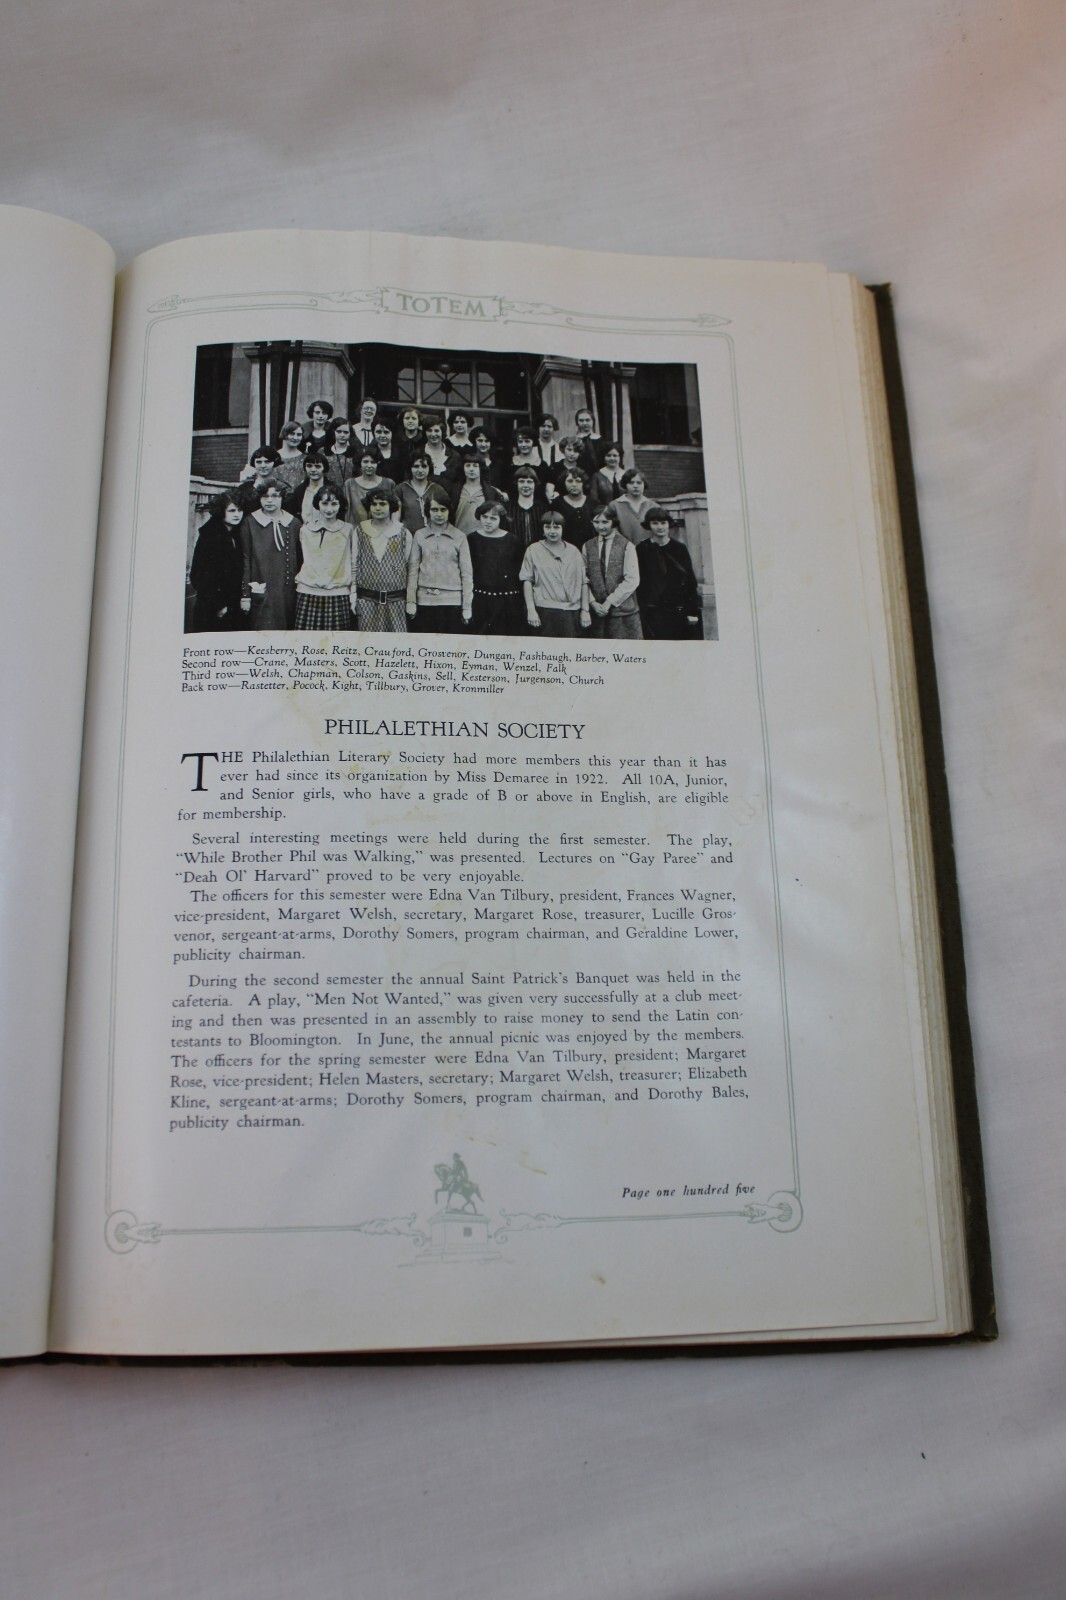 TOTEM
Front row—Keesberry, Rose, Reitz, Crauford, Grosvenor, Dungan, Fashbaugh, Barber, Waters
Second row—Crane, Masters, Scott, Hazelett, Hixon, Eyman, Wenzel, Falk
Third row—Welsh, Chapman, Colson, Gaskins, Sell, Kesterson, Jurgenson, Church
Back row—Rastetter, Pocock, Kight, Tillbury, Grover, Kronmiller
PHILALETHIAN SOCIETY
THE Philalethian Literary Society had more members this year than it has
ever had since its organization by Miss Demaree in 1922. All 10A, Junior,
and Senior girls, who have a grade of B or above in English, are eligible
for membership.
Several interesting meetings were held during the first semester. The play,
"While Brother Phil was Walking," was presented. Lectures on "Gay Paree" and
"Deah Ol' Harvard" proved to be very enjoyable.
The officers for this semester were Edna Van Tilbury, president, Frances Wagner,
vice-president, Margaret Welsh, secretary, Margaret Rose, treasurer, Lucille Gros-
venor, sergeant-at-arms, Dorothy Somers, program chairman, and Geraldine Lower,
publicity chairman.
During the second semester the annual Saint Patrick's Banquet was held in the
cafeteria. A play, "Men Not Wanted," was given very successfully at a club meet-
ing and then was presented in an assembly to raise money to send the Latin con-
testants to Bloomington. In June, the annual picnic was enjoyed by the members.
The officers for the spring semester were Edna Van Tilbury, president; Margaret
Rose, vice-president; Helen Masters, secretary; Margaret Welsh, treasurer; Elizabeth
Kline, sergeant-at-arms; Dorothy Somers, program chairman, and Dorothy Bales,
publicity chairman.
Page one hundred five